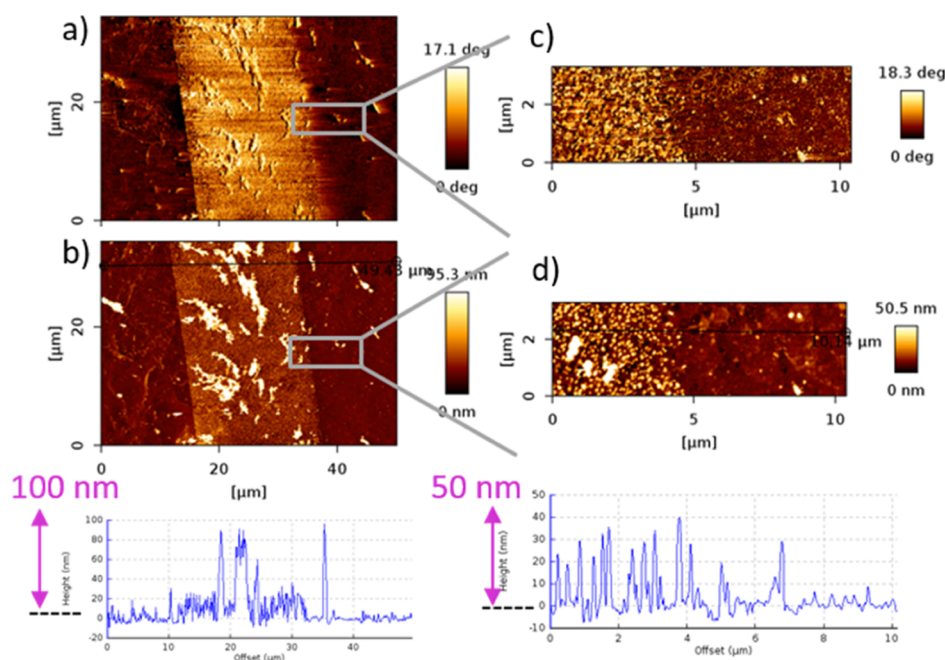 a)
17.1 deg
0 deg
[µm]
20
0
c)
18.3 deg
0 deg
[µm]
2
0
0
5
10
[µm]
b)
49.43 µm
95.3 nm
0 nm
[µm]
20
0
0
20
40
[µm]
d)
10.14 µm
50.5 nm
0 nm
[µm]
2
0
0
5
10
[µm]
100 nm
Height (nm)
100
80
60
40
20
0
-20
0
10
20
30
40
Offset (µm)
50 nm
Height (nm)
50
40
30
20
10
0
-10
0
2
4
6
8
10
Offset (µm)